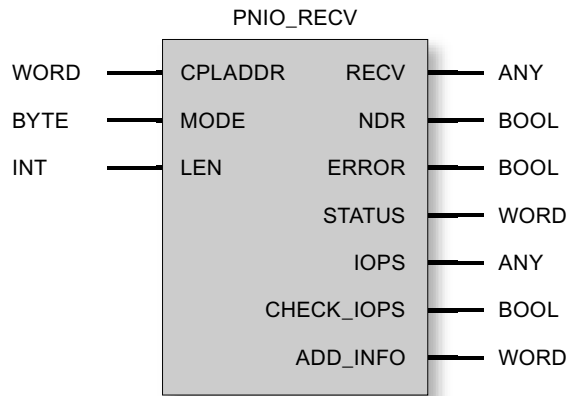 PNIO_RECV
WORD CPLADDR RECV ANY
BYTE MODE NDR BOOL
INT LEN ERROR BOOL
STATUS WORD
IOPS ANY
CHECK_IOPS BOOL
ADD_INFO WORD